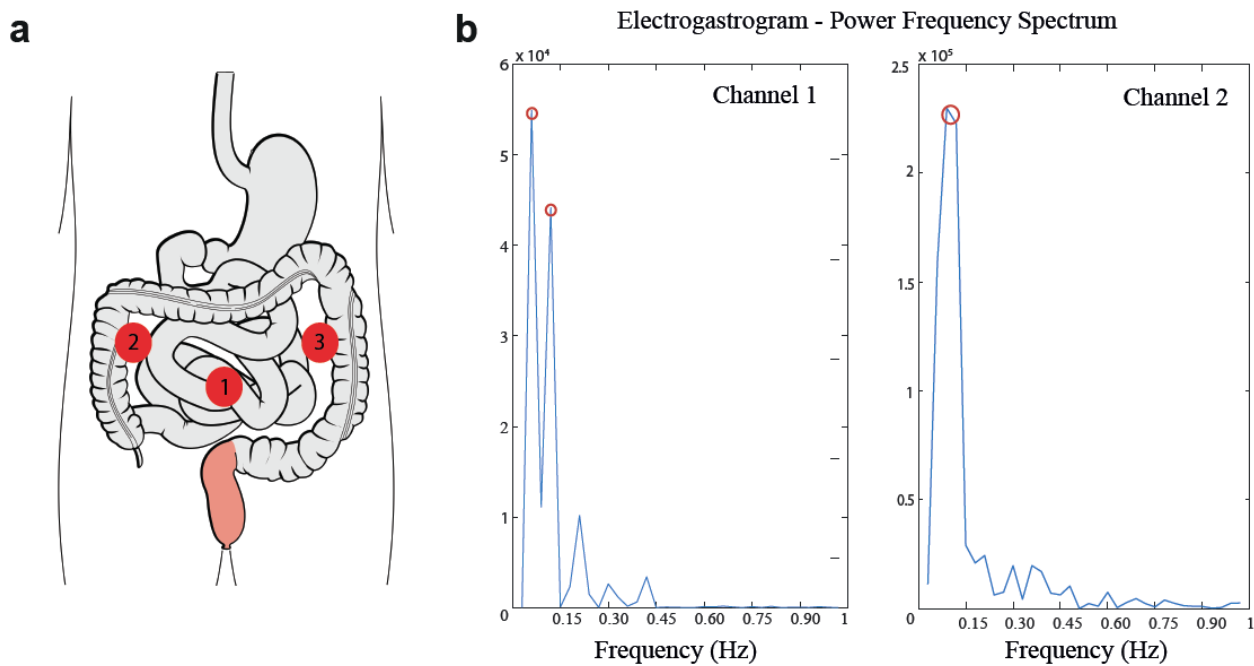 a
2
3
1
b
Electrogastrogram - Power Frequency Spectrum
x 10⁴
Channel 1
6
5
4
3
2
1
0
0.15 0.30 0.45 0.60 0.75 0.90 1
Frequency (Hz)
x 10⁵
Channel 2
2.5
2
1.5
1
0.5
0
0.15 0.30 0.45 0.60 0.75 0.90 1
Frequency (Hz)